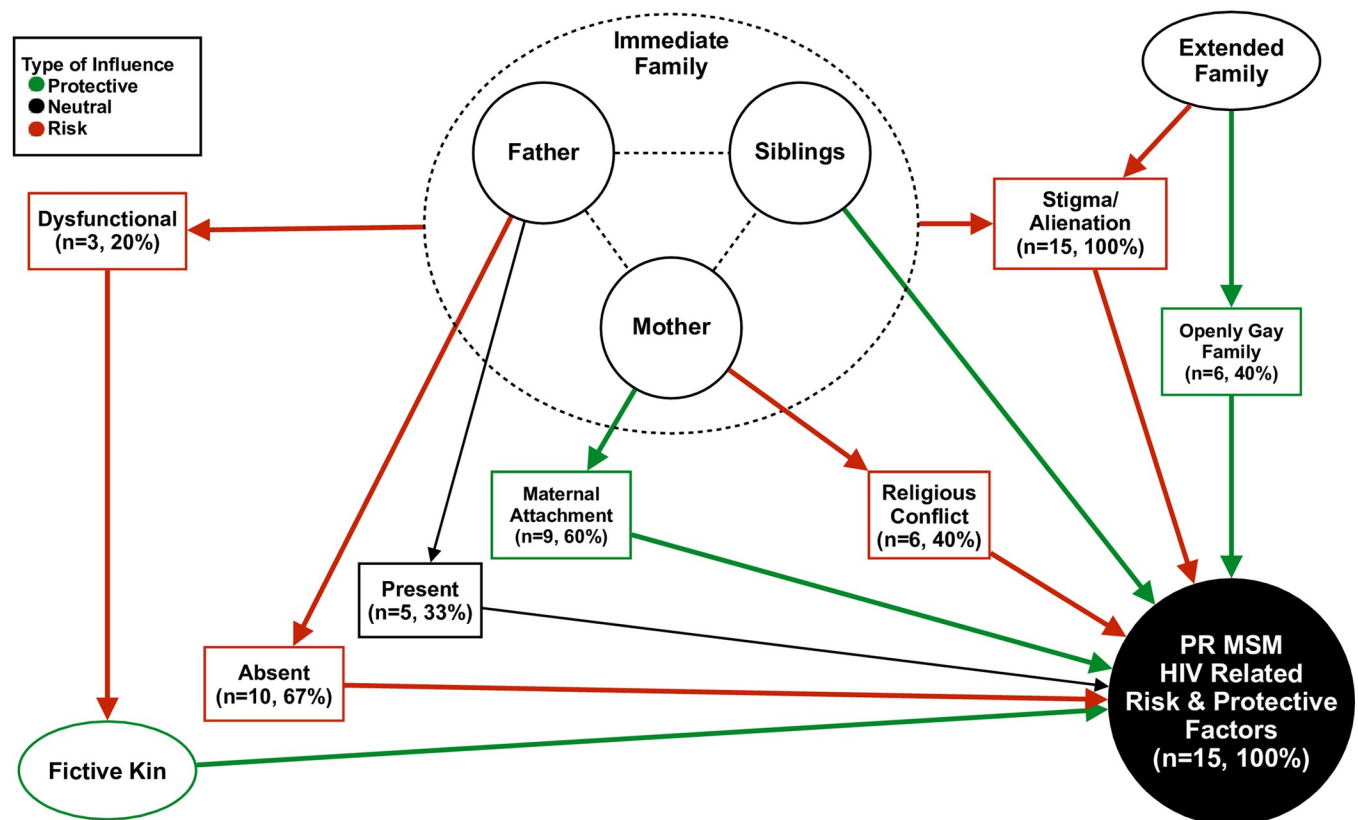 Type of Influence
Protective
Neutral
Risk
Immediate
Family
Extended
Family
Father
Siblings
Mother
Dysfunctional
(n=3, 20%)
Stigma/
Alienation
(n=15, 100%)
Openly Gay
Family
(n=6, 40%)
Maternal
Attachment
(n=9, 60%)
Religious
Conflict
(n=6, 40%)
Present
(n=5, 33%)
Absent
(n=10, 67%)
Fictive Kin
PR MSM
HIV Related
Risk & Protective
Factors
(n=15, 100%)